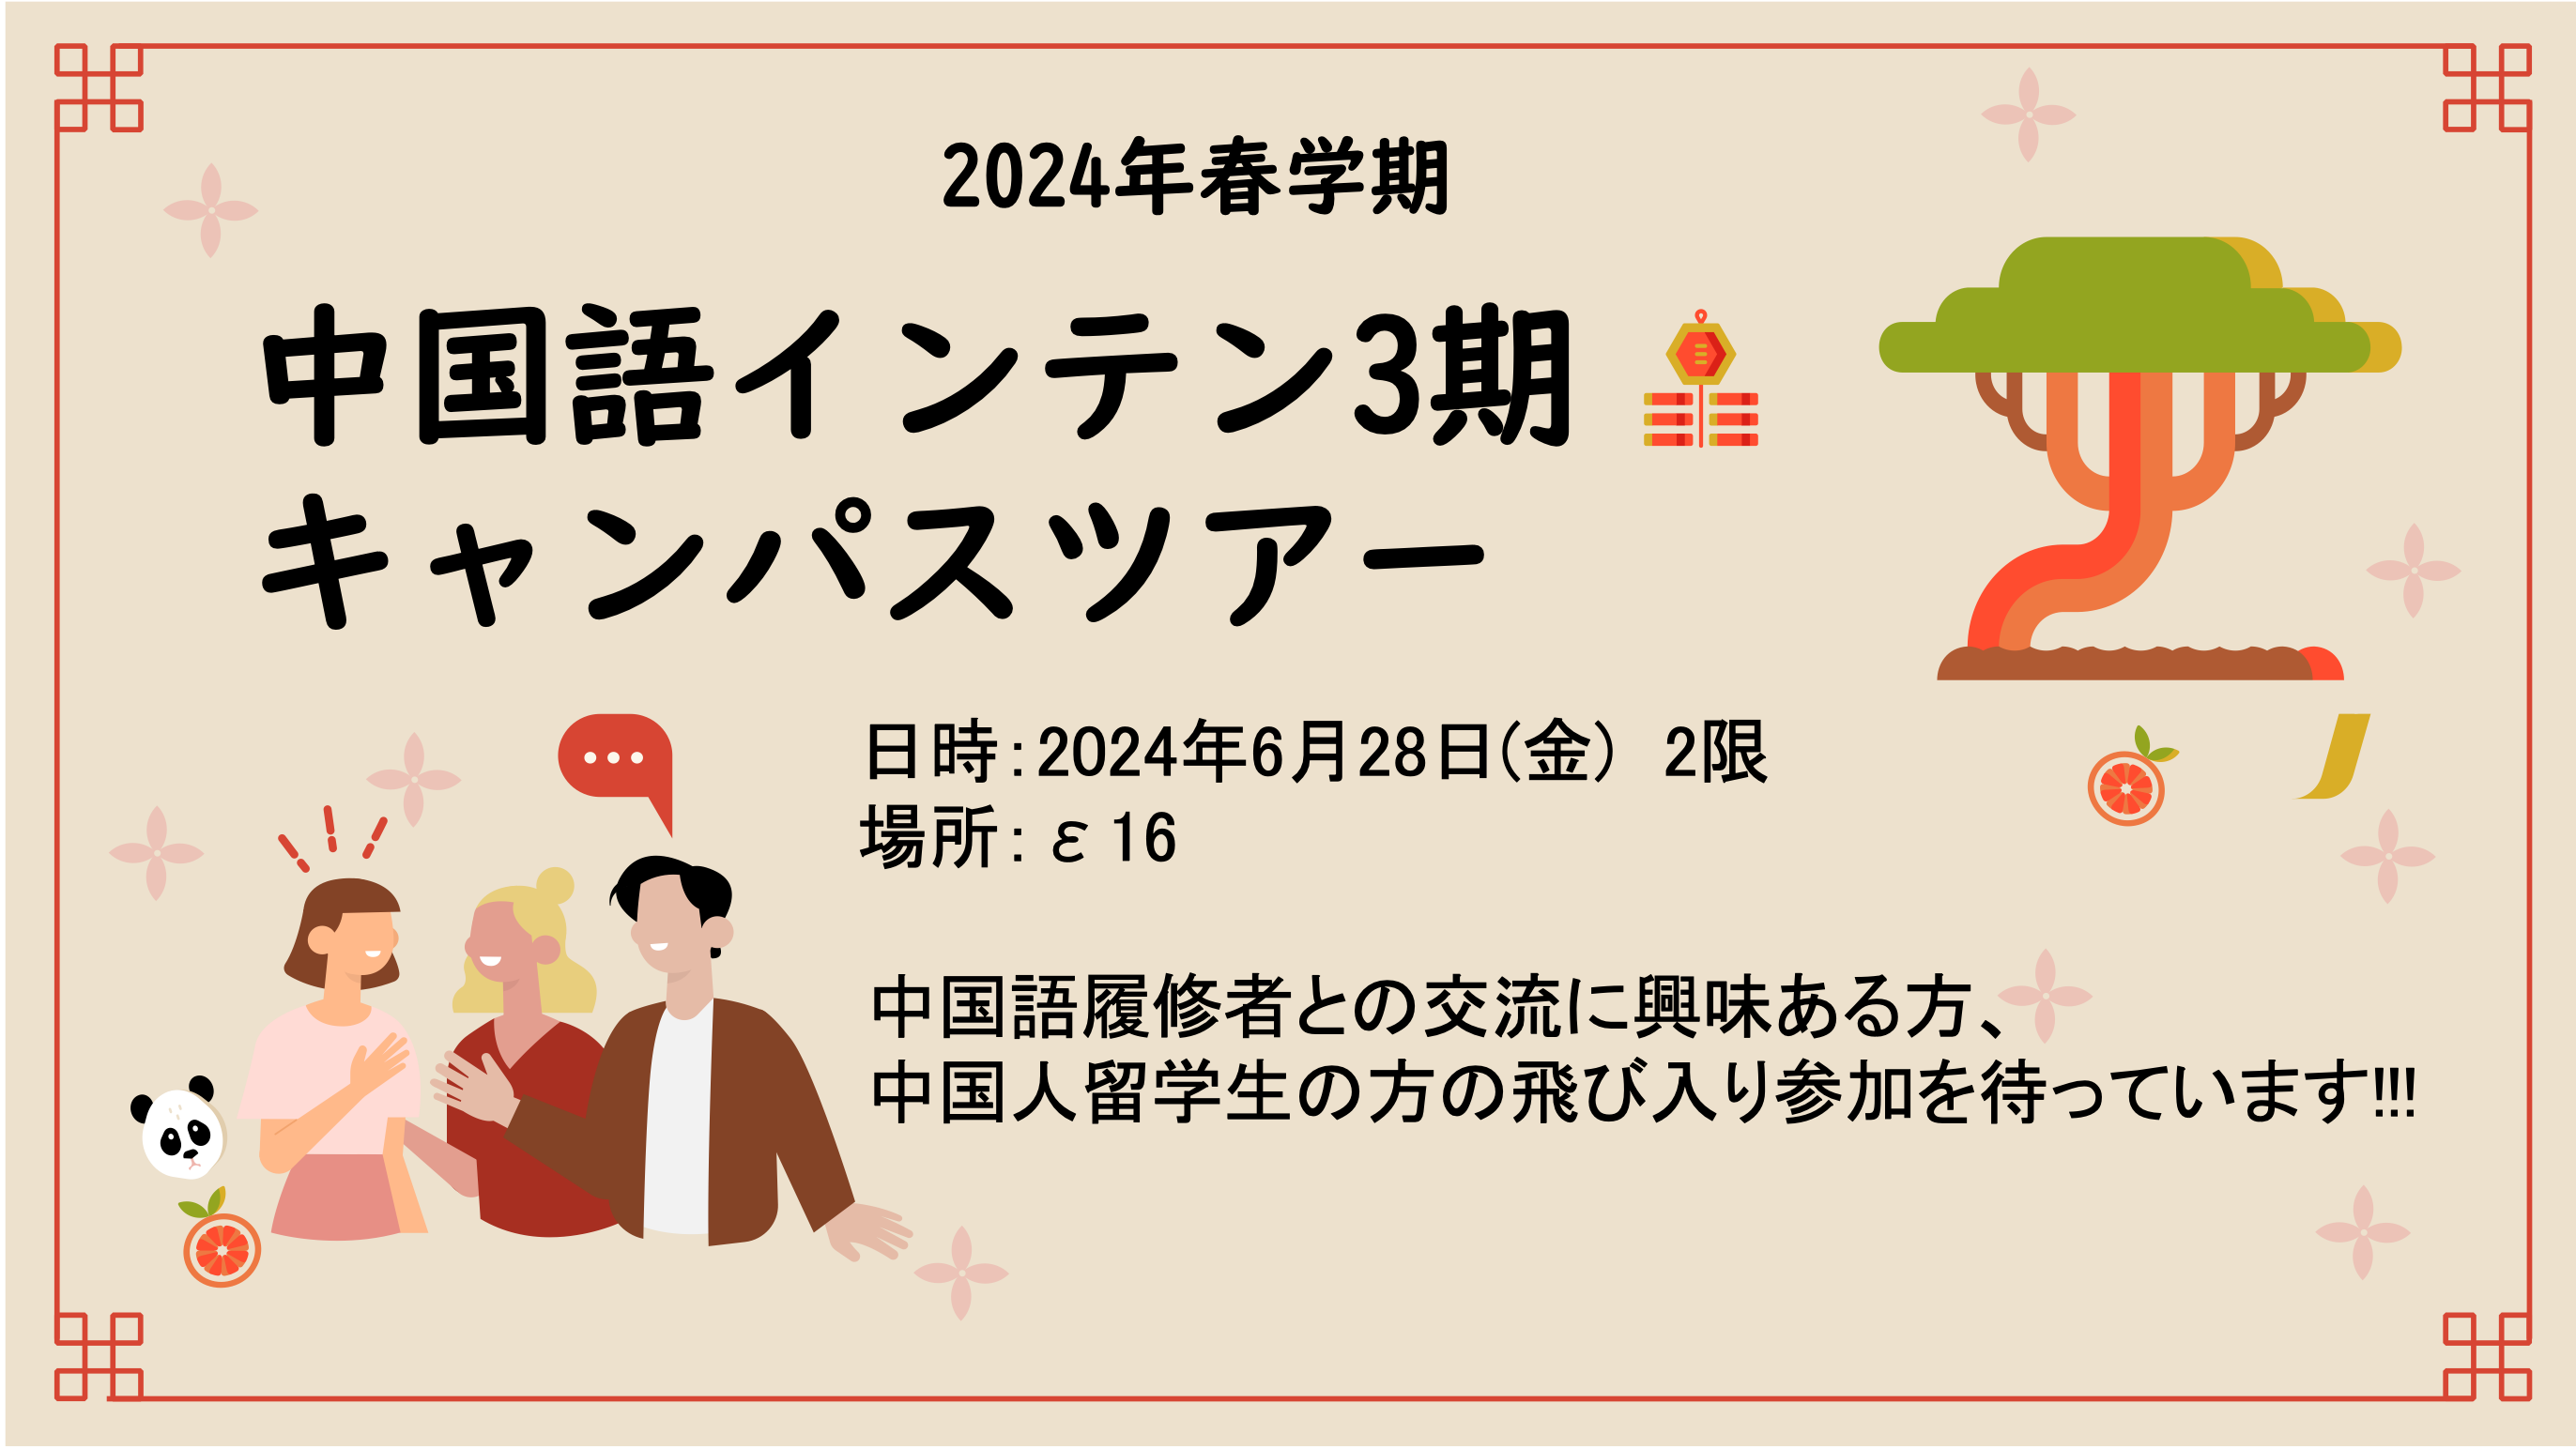 2024年春学期
中国語インテン3期
キャンパスツアー
日時：2024年6月28日(金) 2限
場所：ε16
中国語履修者との交流に興味ある方、
中国人留学生の方の飛び入り参加を待っています!!!